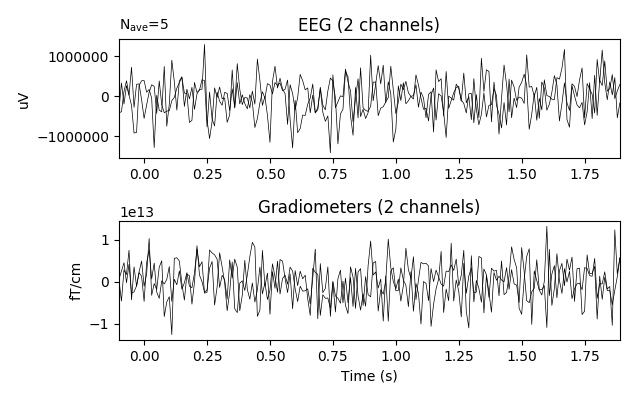 Nave=5
EEG (2 channels)
uV
1000000
0
−1000000
0.00 0.25 0.50 0.75 1.00 1.25 1.50 1.75
1e13
Gradiometers (2 channels)
fT/cm
1
0
−1
0.00 0.25 0.50 0.75 1.00 1.25 1.50 1.75
Time (s)